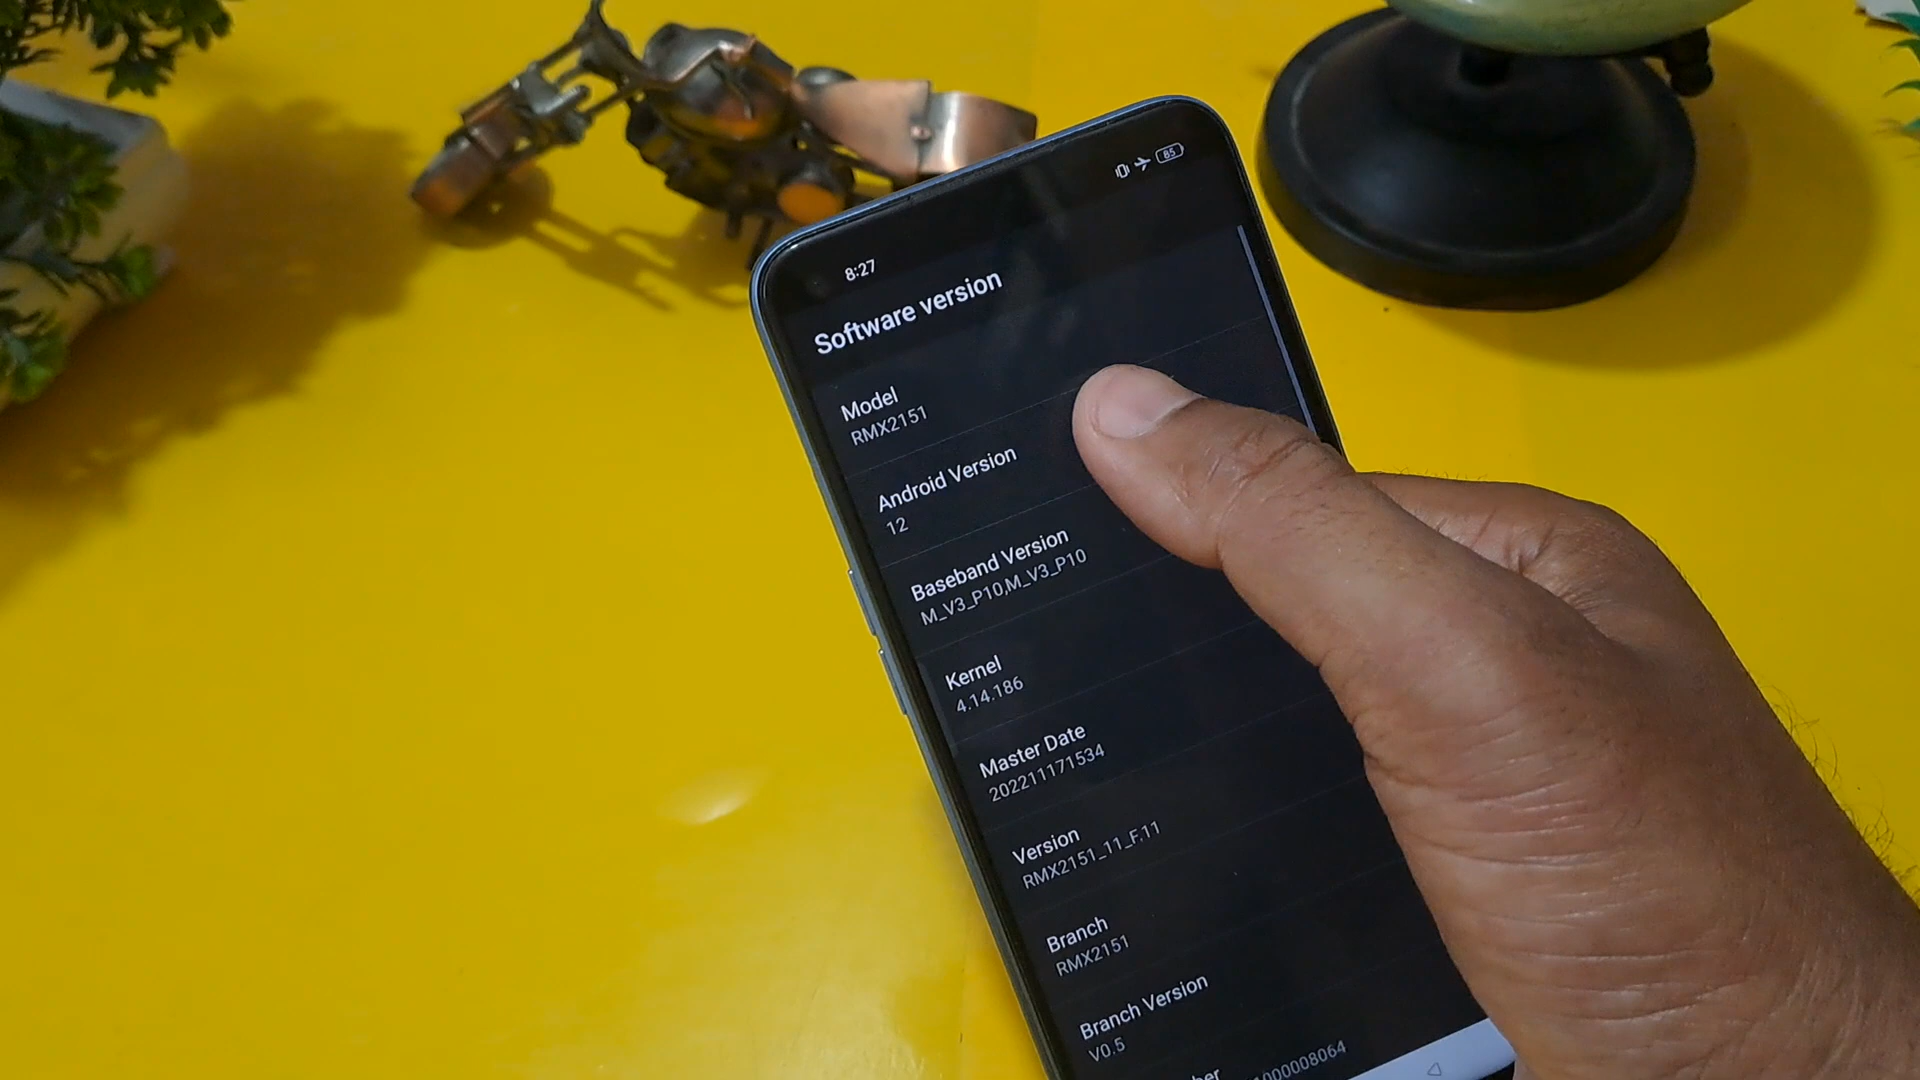 8:27
85
Software version
Model
RMX2151
Android Version
12
Baseband Version
M_V3_P10,M_V3_P10
Kernel
4.14.186
Master Date
202211171534
Version
RMX2151_11_F.11
Branch
RMX2151
Branch Version
V0.5